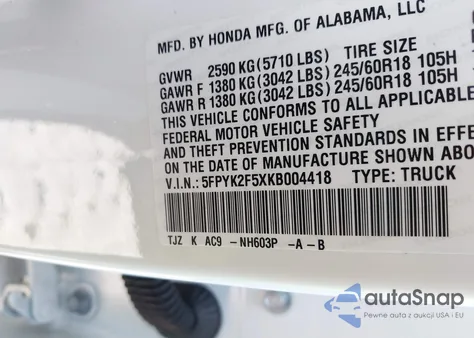 MFD. BY HONDA MFG. OF ALABAMA, LLC
GVWR 2590 KG(5710 LBS) TIRE SIZE
GAWR F 1380 KG(3042 LBS) 245/60R18 105H
GAWR R 1380 KG(3042 LBS) 245/60R18 105H
THIS VEHICLE CONFORMS TO ALL APPLICABLE
FEDERAL MOTOR VEHICLE SAFETY
AND THEFT PREVENTION STANDARDS IN EFFE
ON THE DATE OF MANUFACTURE SHOWN ABO
V.I.N.: 5FPYK2F5XKB004418 TYPE: TRUCK
TJZ K AC9 -NH603P -A-B
autoSnap
Pewne auta z aukcji USA i EU